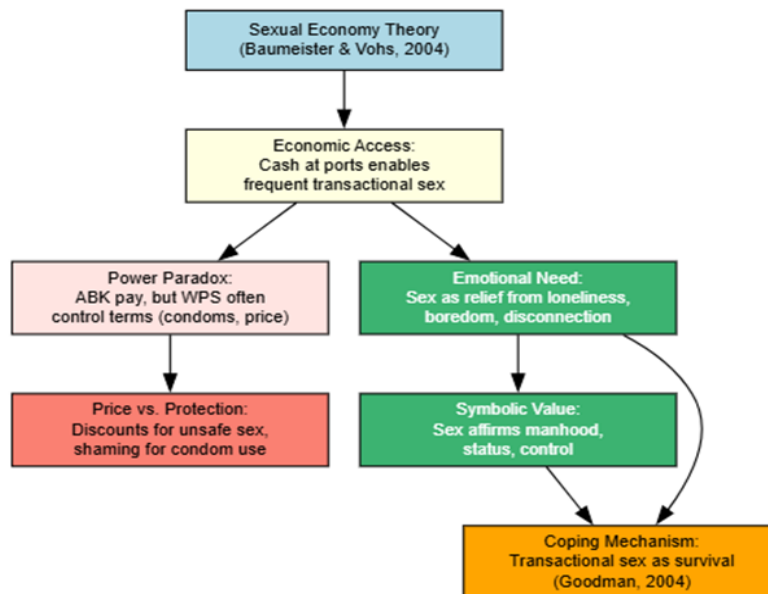 Sexual Economy Theory
(Baumeister & Vohs, 2004)
Economic Access:
Cash at ports enables
frequent transactional sex
Power Paradox:
ABK pay, but WPS often
control terms (condoms, price)
Emotional Need:
Sex as relief from loneliness,
boredom, disconnection
Price vs. Protection:
Discounts for unsafe sex,
shaming for condom use
Symbolic Value:
Sex affirms manhood,
status, control
Coping Mechanism:
Transactional sex as survival
(Goodman, 2004)